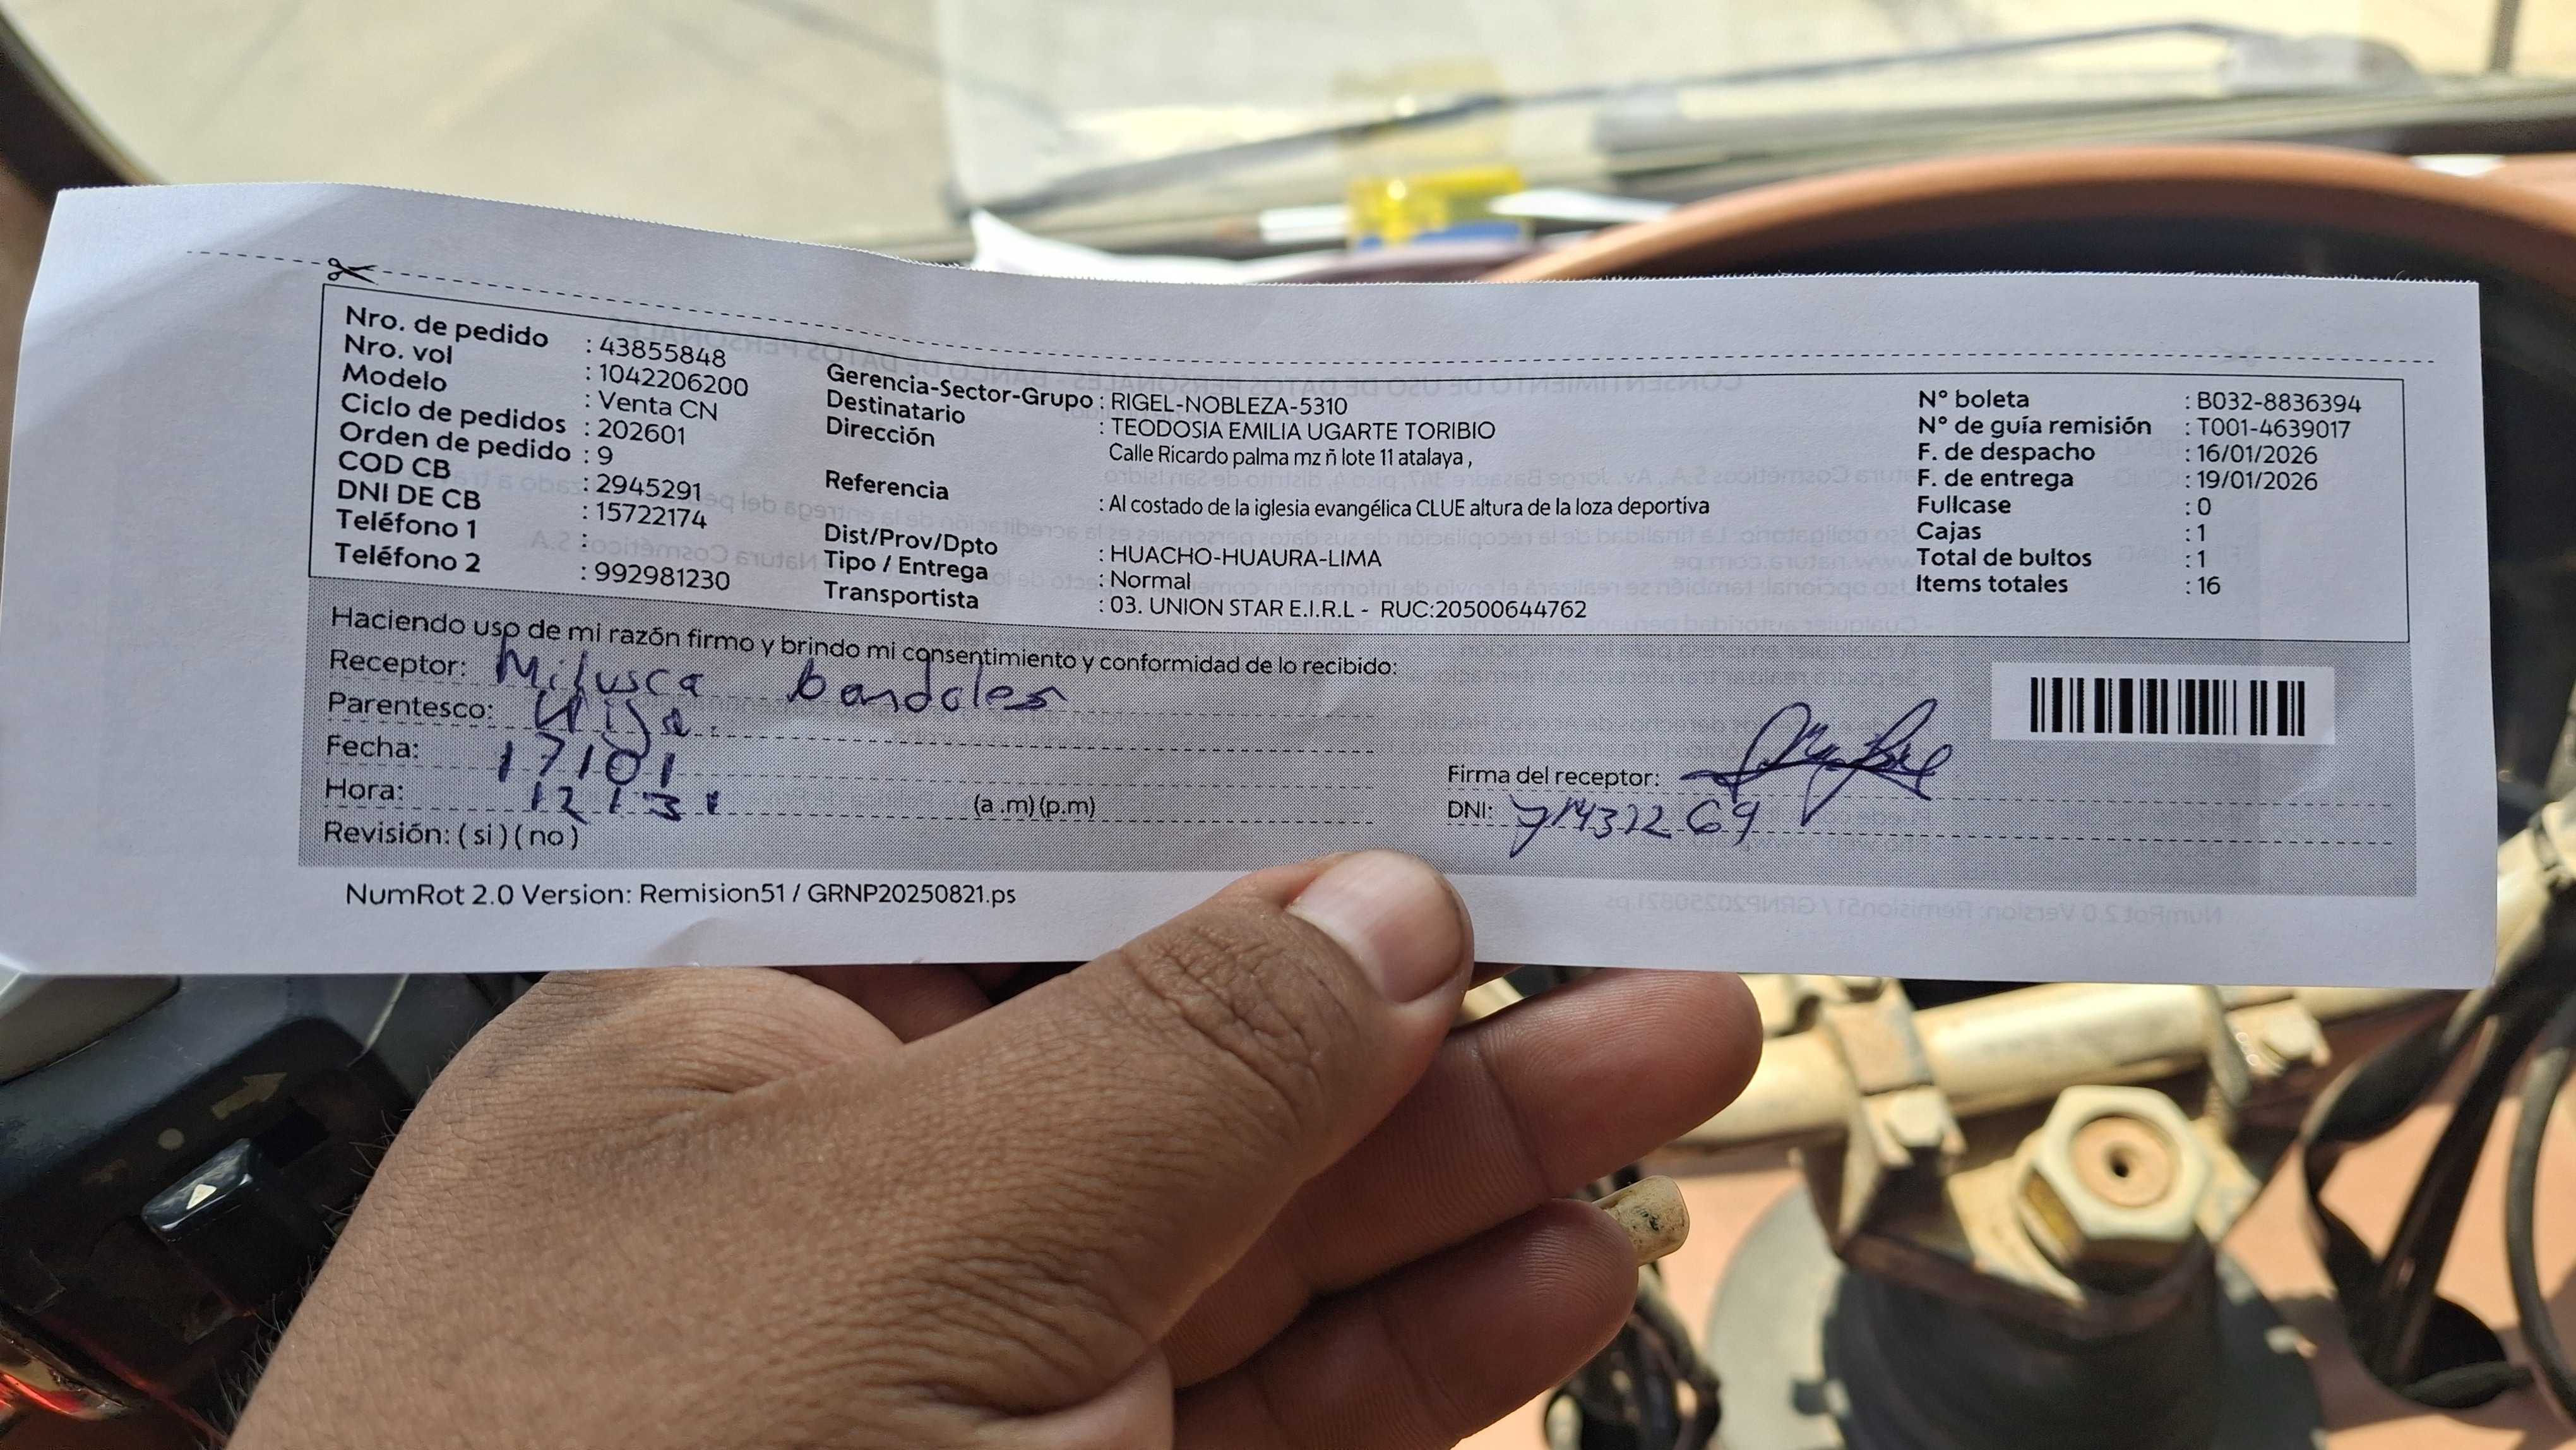 Nro. de pedido : 43855848
Nro. vol : 1042206200
Modelo : Venta CN
Ciclo de pedidos : 202601
Orden de pedido : 9
COD CB : 2945291
DNI DE CB : 15722174
Teléfono 1 :
Teléfono 2 : 992981230
Gerencia-Sector-Grupo : RIGEL-NOBLEZA-5310
Destinatario : TEODOSIA EMILIA UGARTE TORIBIO
Dirección Calle Ricardo palma mz ñ lote 11 atalaya ,
Referencia : Al costado de la iglesia evangélica CLUE altura de la loza deportiva
Dist/Prov/Dpto : HUACHO-HUAURA-LIMA
Tipo / Entrega : Normal
Transportista : 03. UNION STAR E.I.R.L - RUC:20500644762
N° boleta : B032-8836394
N° de guía remisión : T001-4639017
F. de despacho : 16/01/2026
F. de entrega : 19/01/2026
Fullcase : 0
Cajas : 1
Total de bultos : 1
Items totales : 16
Haciendo uso de mi razón firmo y brindo mi consentimiento y conformidad de lo recibido:
Receptor: Milusca bandales
Parentesco: Hija.
Fecha: 17/01
Hora: (a .m) (p.m)
Revisión: ( si ) ( no )
Firma del receptor:
DNI:
NumRot 2.0 Version: Remision51 / GRNP20250821.ps